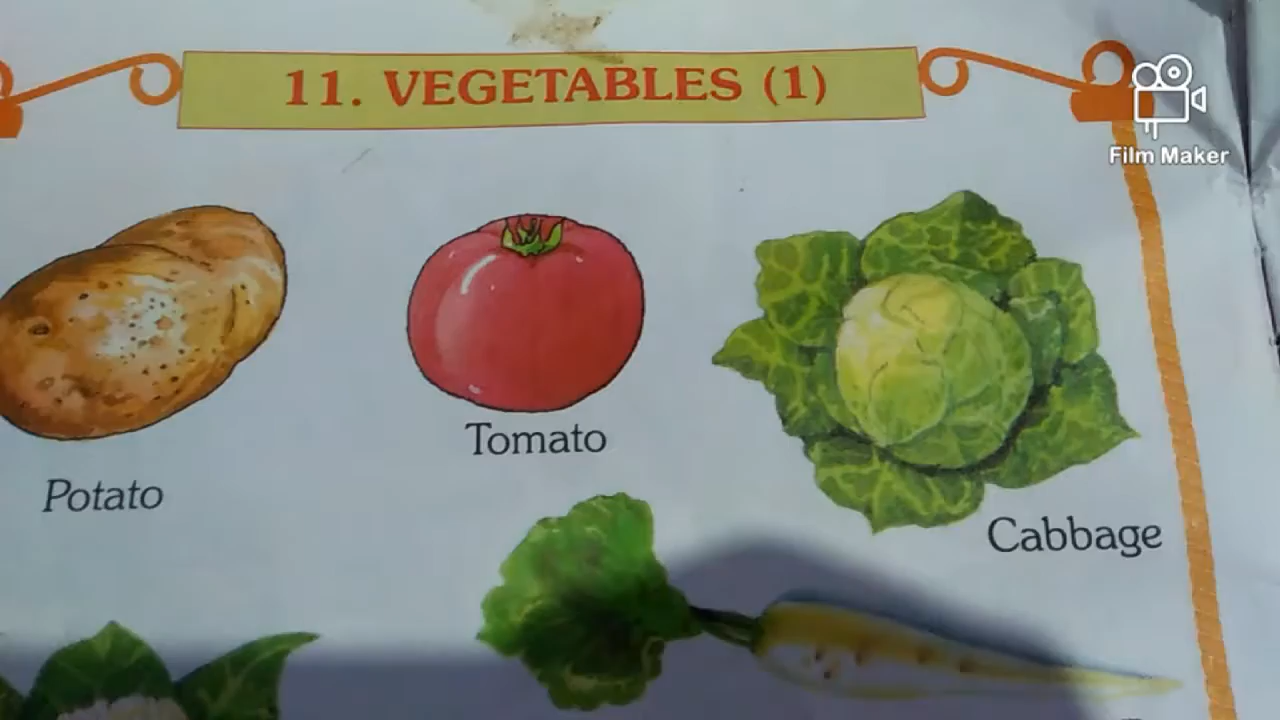 11. VEGETABLES (1)
Film Maker
Tomato
Potato
Cabbage